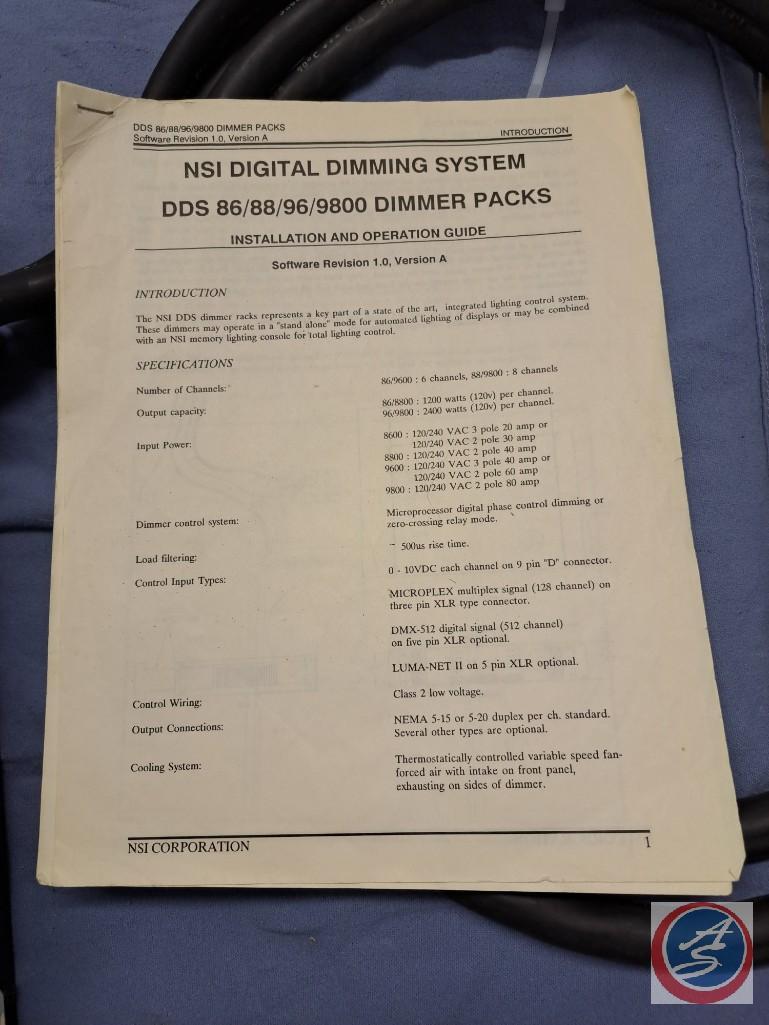 DDS 86/88/96/9800 DIMMER PACKS
Software Revision 1.0, Version A
INTRODUCTION
NSI DIGITAL DIMMING SYSTEM
DDS 86/88/96/9800 DIMMER PACKS
INSTALLATION AND OPERATION GUIDE
Software Revision 1.0, Version A
INTRODUCTION
The NSI DDS dimmer racks represents a key part of a state of the art, integrated lighting control system.
These dimmers may operate in a "stand alone" mode for automated lighting of displays or may be combined
with an NSI memory lighting console for total lighting control.
SPECIFICATIONS
Number of Channels:
86/9600 : 6 channels, 88/9800 : 8 channels
Output capacity:
86/8800 : 1200 watts (120v) per channel.
96/9800 : 2400 watts (120v) per channel.
Input Power:
8600 : 120/240 VAC 3 pole 20 amp or
120/240 VAC 2 pole 30 amp
8800 : 120/240 VAC 2 pole 40 amp
9600 : 120/240 VAC 3 pole 40 amp or
120/240 VAC 2 pole 60 amp
9800 : 120/240 VAC 2 pole 80 amp
Dimmer control system:
Microprocessor digital phase control dimming or
zero-crossing relay mode.
Load filtering:
~ 500us rise time.
Control Input Types:
0 - 10VDC each channel on 9 pin "D" connector.
MICROPLEX multiplex signal (128 channel) on
three pin XLR type connector.
DMX-512 digital signal (512 channel)
on five pin XLR optional.
LUMA-NET II on 5 pin XLR optional.
Control Wiring:
Class 2 low voltage.
Output Connections:
NEMA 5-15 or 5-20 duplex per ch. standard.
Several other types are optional.
Cooling System:
Thermostatically controlled variable speed fan-
forced air with intake on front panel,
exhausting on sides of dimmer.
NSI CORPORATION
1
AS